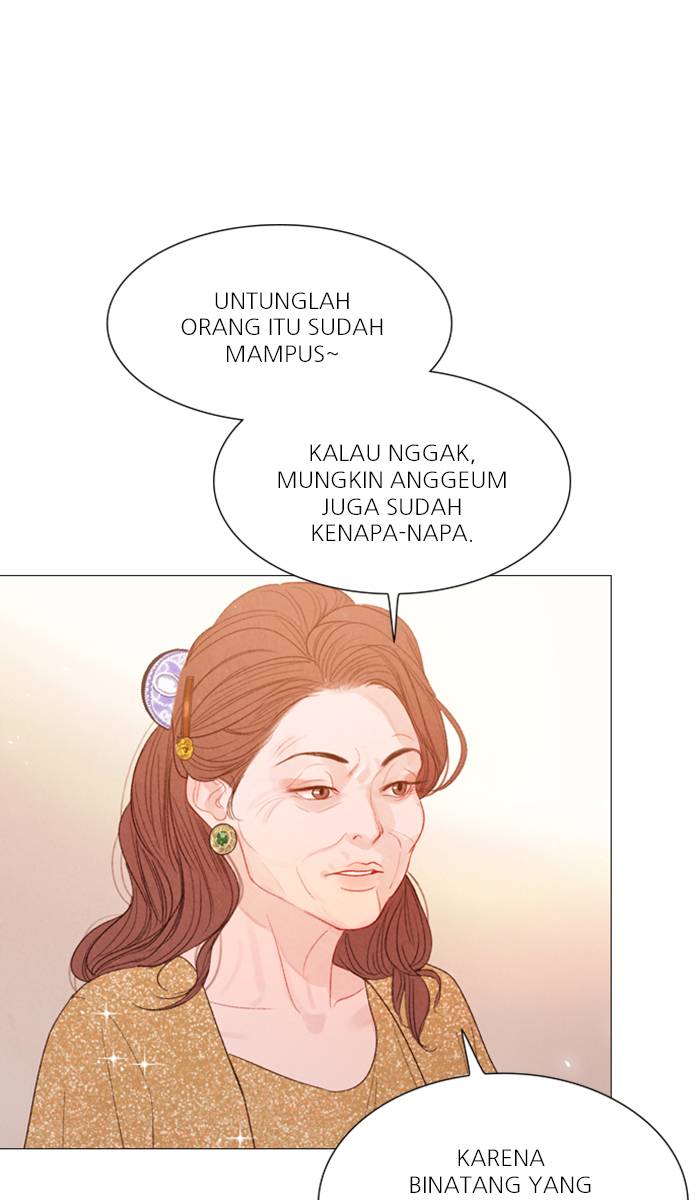 UNTUNGLAH
ORANG ITU SUDAH
MAMPUS~
KALAU NGGAK,
MUNGKIN ANGGEUM
JUGA SUDAH
KENAPA-NAPA.
KARENA
BINATANG YANG